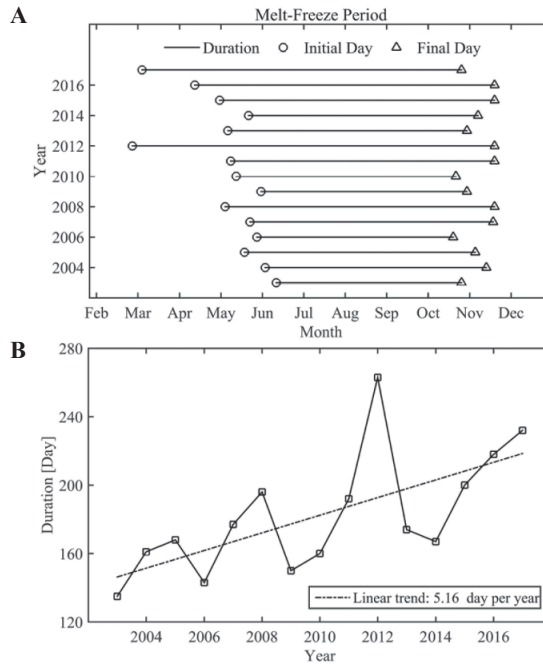 A
Melt-Freeze Period
Duration Initial Day Final Day
2016
2014
2012
2010
2008
2006
2004
Year
Feb Mar Apr May Jun Jul Aug Sep Oct Nov Dec
Month
B
280
240
200
160
120
Duration [Day]
Linear trend: 5.16 day per year
2004 2006 2008 2010 2012 2014 2016
Year